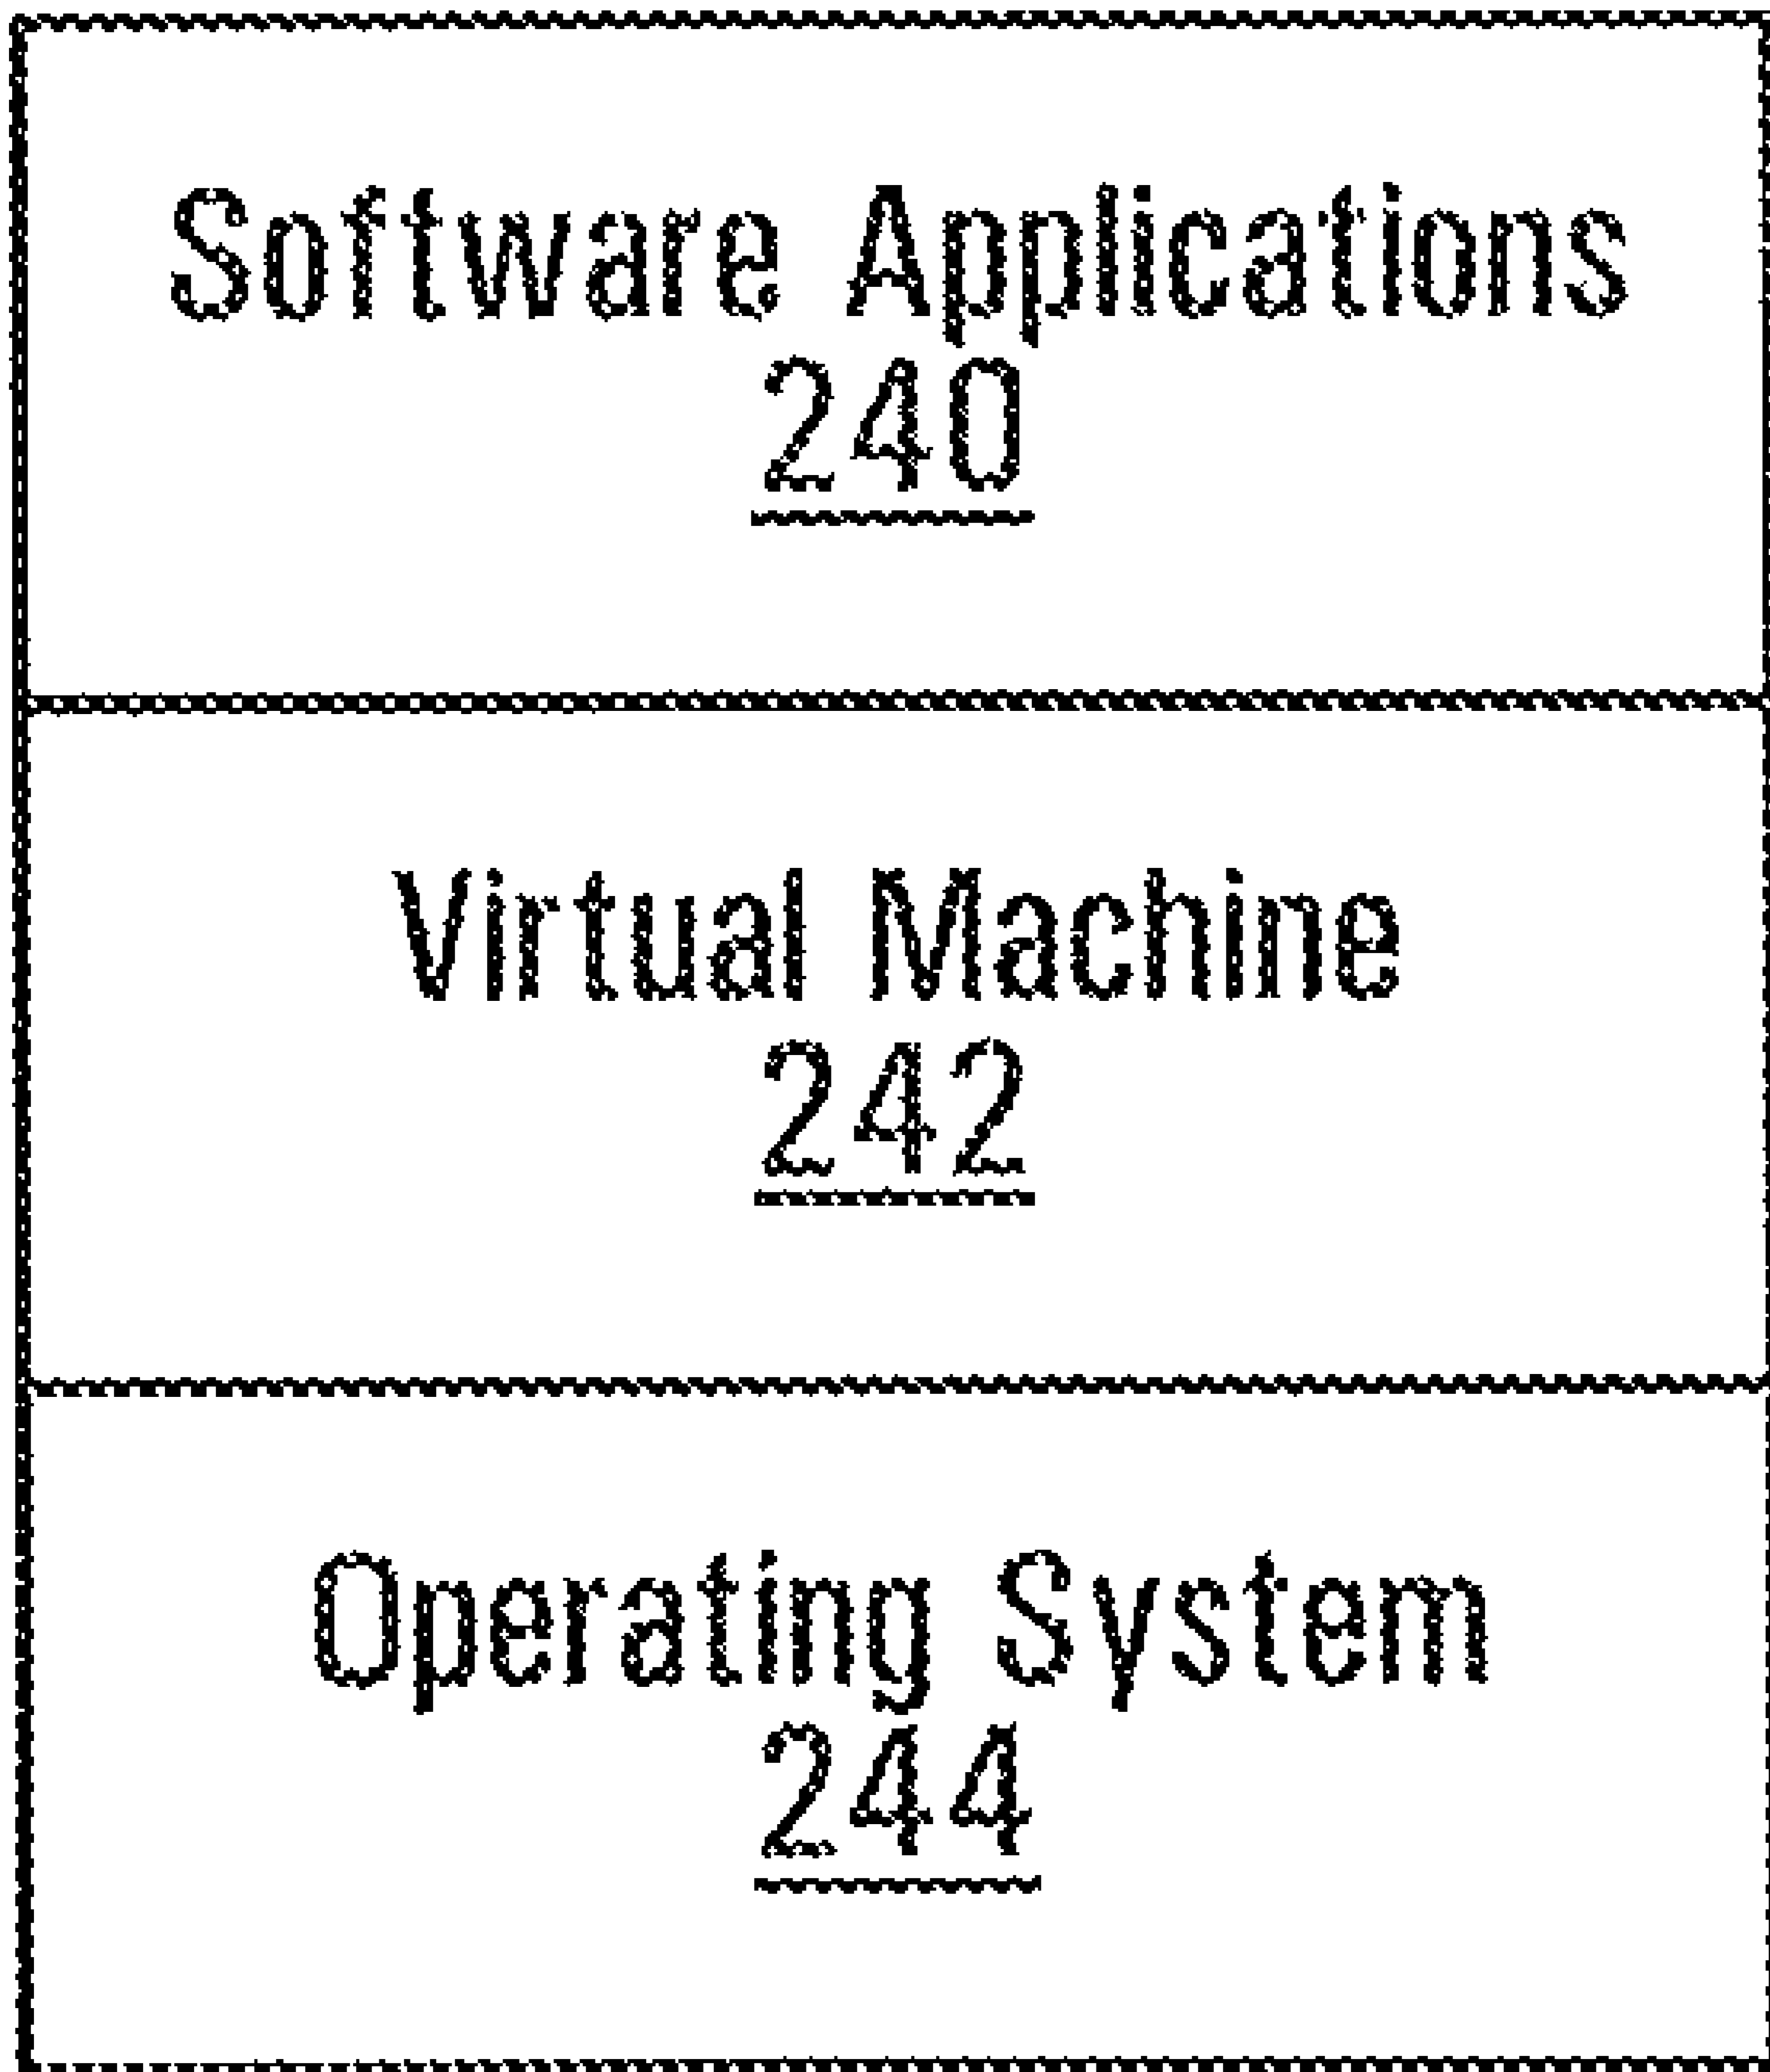 Software Applications
240
Virtual Machine
242
Operating System
244